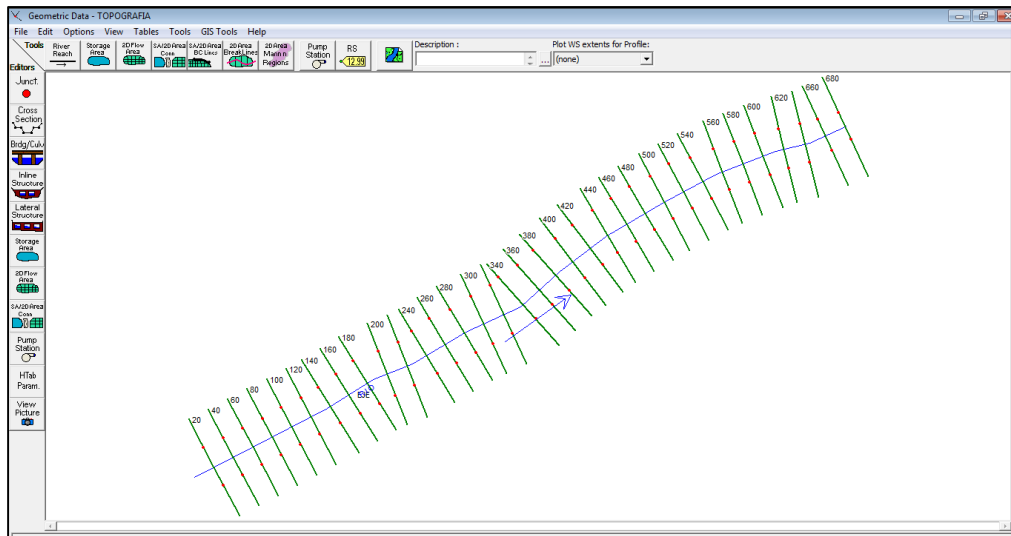 Geometric Data - TOPOGRAFIA
File Edit Options View Tables Tools GIS Tools Help
Tools
Editors
River
Reach
Storage
Area
2D Flow
Area
SA/2D Area
Conn
SA/2D Area
BC Lines
2D Area
BreakLines
2D Area
Mann n
Regions
Pump
Station
RS
12.99
Description :
...
Plot WS extents for Profile:
(none)
Junct.
Cross
Section
Brdg/Culv
Inline
Structure
Lateral
Structure
Storage
Area
2D Flow
Area
SA/2D Area
Conn
Pump
Station
HTab
Param.
View
Picture
680
660
620
600
580
560
540
520
500
480
460
440
420
400
380
360
340
300
280
260
240
200
180
160
140
120
100
80
60
40
20